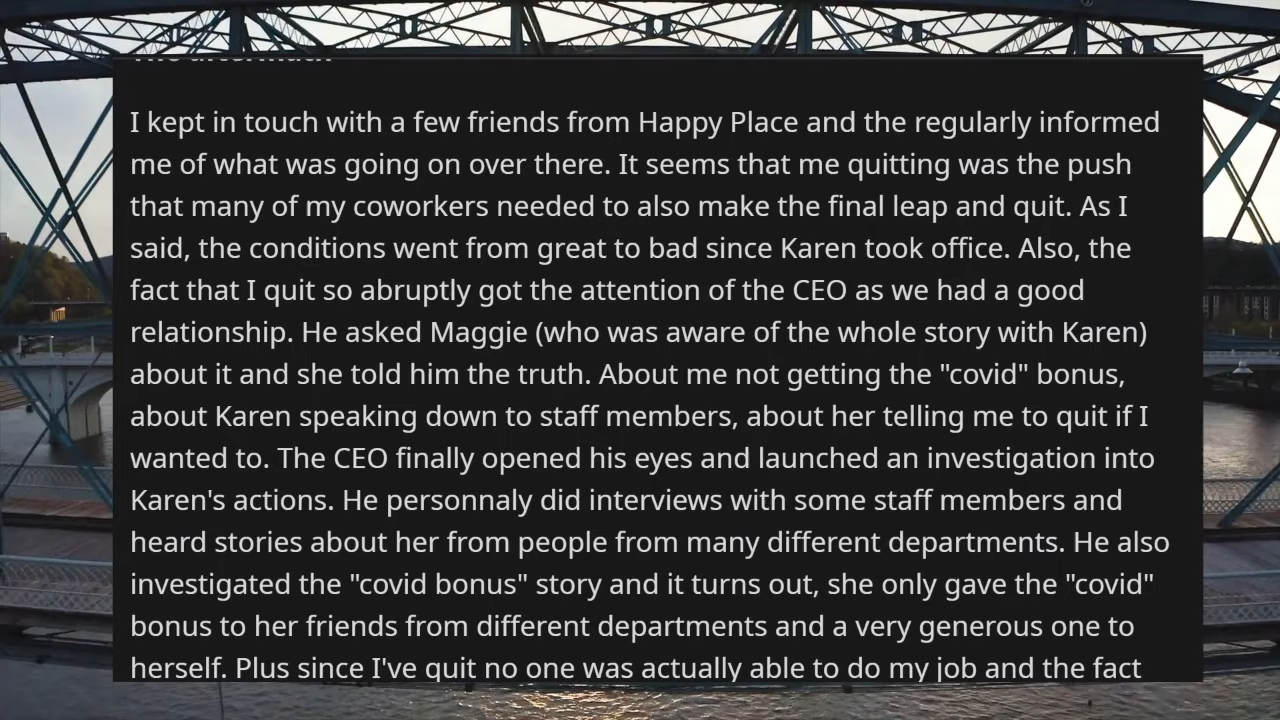 The aftermath
I kept in touch with a few friends from Happy Place and the regularly informed
me of what was going on over there. It seems that me quitting was the push
that many of my coworkers needed to also make the final leap and quit. As I
said, the conditions went from great to bad since Karen took office. Also, the
fact that I quit so abruptly got the attention of the CEO as we had a good
relationship. He asked Maggie (who was aware of the whole story with Karen)
about it and she told him the truth. About me not getting the "covid" bonus,
about Karen speaking down to staff members, about her telling me to quit if I
wanted to. The CEO finally opened his eyes and launched an investigation into
Karen's actions. He personnaly did interviews with some staff members and
heard stories about her from people from many different departments. He also
investigated the "covid bonus" story and it turns out, she only gave the "covid"
bonus to her friends from different departments and a very generous one to
herself. Plus since I've quit no one was actually able to do my job and the fact